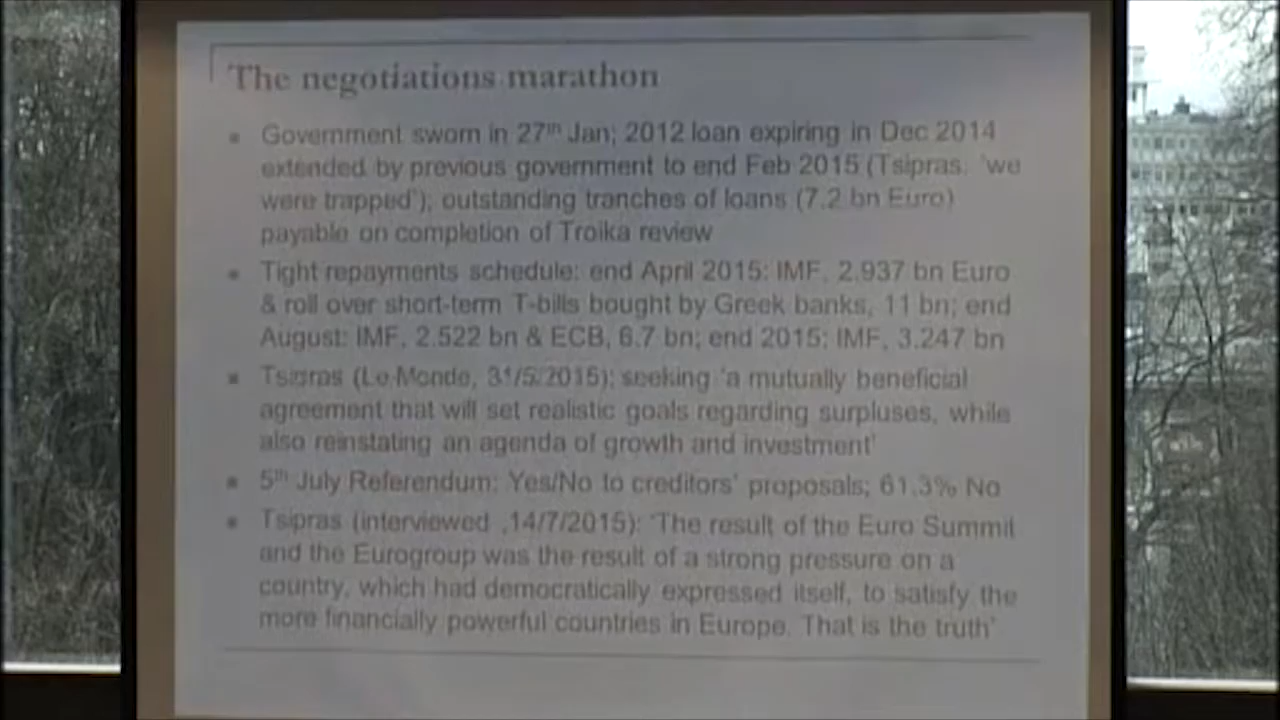 The negotiations marathon
Government sworn in 27th Jan; 2012 loan expiring in Dec 2014
extended by previous government to end Feb 2015 (Tsipras: 'we
were trapped'); outstanding tranches of loans (7.2 bn Euro)
payable on completion of Troika review
Tight repayments schedule: end April 2015: IMF, 2.937 bn Euro
& roll over short-term T-bills bought by Greek banks, 11 bn; end
August: IMF, 2.522 bn & ECB, 6.7 bn; end 2015: IMF, 3.247 bn
Tsipras (Le Monde, 31/5/2015): seeking 'a mutually beneficial
agreement that will set realistic goals regarding surpluses, while
also reinstating an agenda of growth and investment'
5th July Referendum: Yes/No to creditors' proposals; 61.3% No
Tsipras (interviewed ,14/7/2015): 'The result of the Euro Summit
and the Eurogroup was the result of a strong pressure on a
country, which had democratically expressed itself, to satisfy the
more financially powerful countries in Europe. That is the truth'